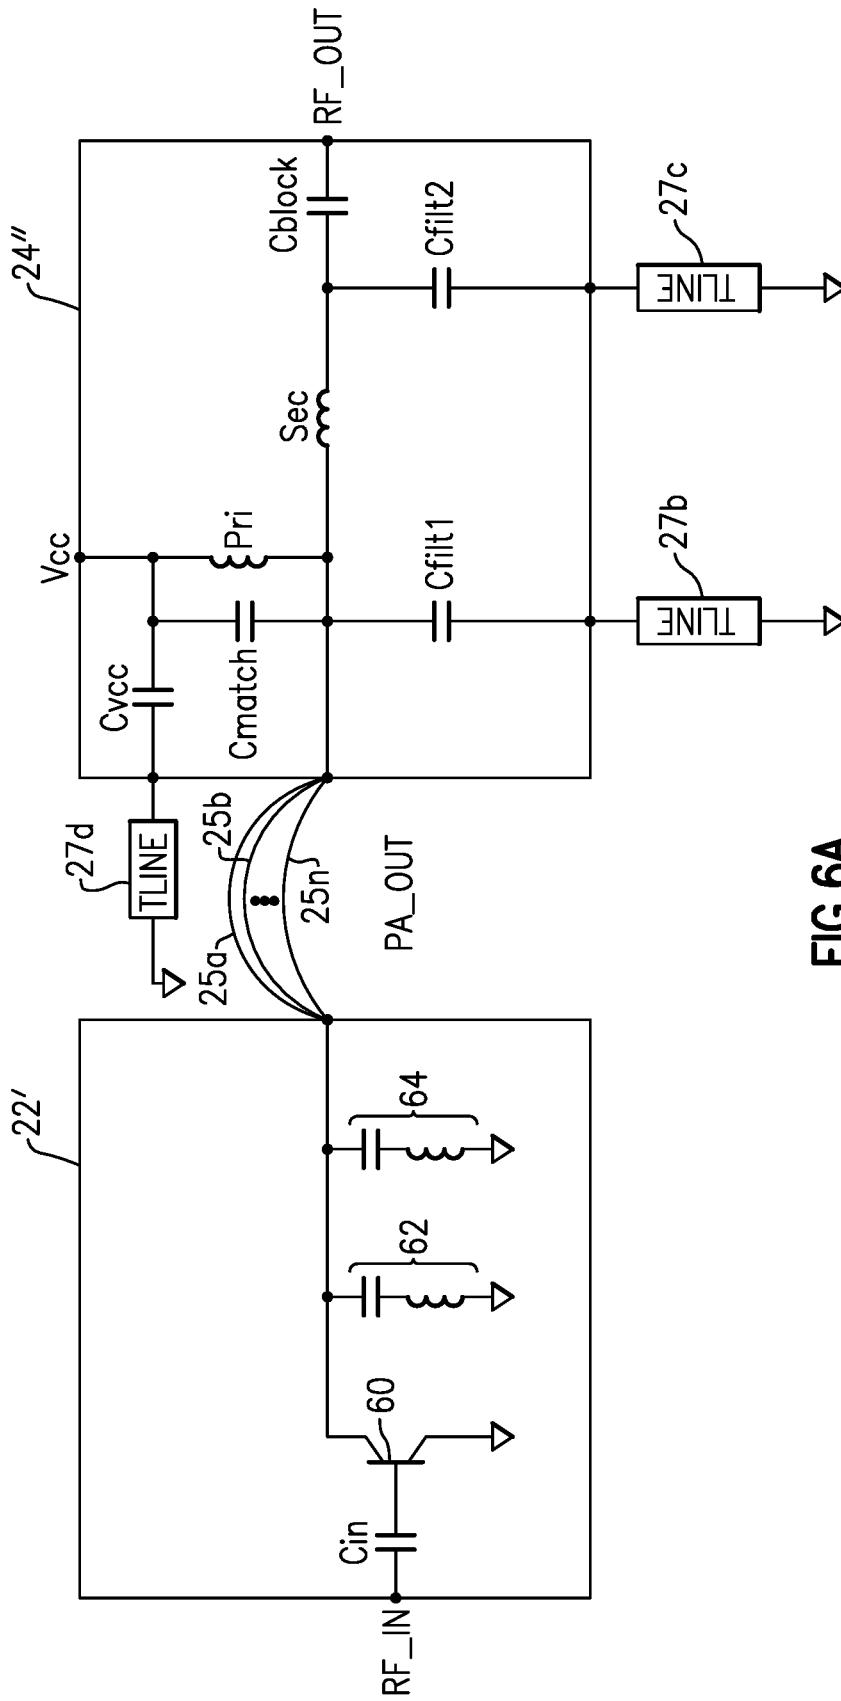 22′
24″
Vcc
27d
TLINE
Cvcc
Pri
Cmatch
Sec
Cblock
RF_OUT
25a
25b
25n
PA_OUT
Cfilt1
Cfilt2
RF_IN
Cin
60
62
64
TLINE
27b
TLINE
27c
FIG.6A